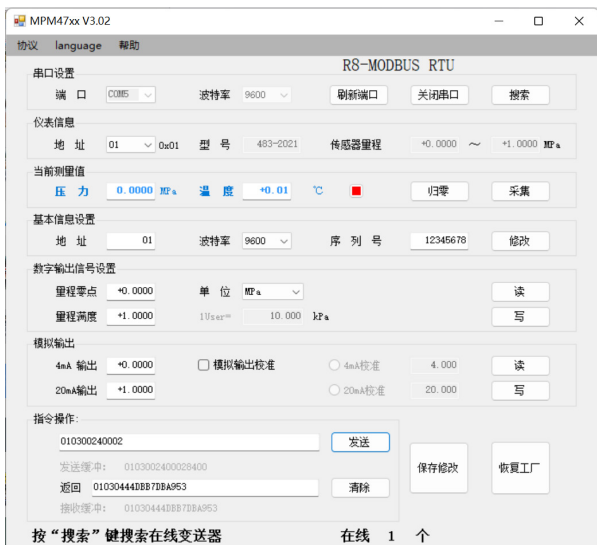 MPM47xx V3.02
协议 language 帮助
R8-MODBUS RTU
串口设置
端 口 COM5 波特率 9600 刷新端口 关闭串口 搜索
仪表信息
地 址 01 0x01 型 号 483-2021 传感器量程 +0.0000 ～ +1.0000 MPa
当前测量值
压 力 0.0000 MPa 温 度 +0.01 ℃ 归零 采集
基本信息设置
地 址 01 波特率 9600 序 列 号 12345678 修改
数字输出信号设置
量程零点 +0.0000 单 位 MPa 读
量程满度 +1.0000 1User= 10.000 kPa 写
模拟输出
4mA 输出 +0.0000 模拟输出校准 4mA校准 4.000 读
20mA输出 +1.0000 20mA校准 20.000 写
指令操作:
010300240002 发送
发送缓冲: 0103002400028400
保存修改 恢复工厂
返回 01030444DBB7DBA953 清除
接收缓冲: 01030444DBB7DBA953
按“搜索”键搜索在线变送器 在线 1 个